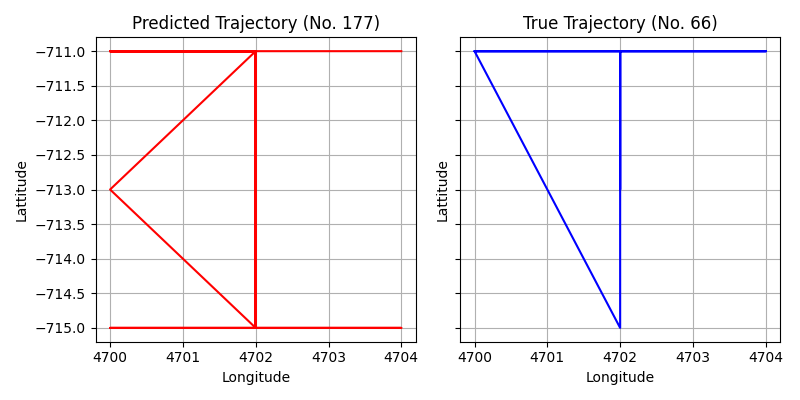 Predicted Trajectory (No. 177)
−711.0
−711.5
−712.0
−712.5
−713.0
−713.5
−714.0
−714.5
−715.0
Lattitude
4700 4701 4702 4703 4704
Longitude
True Trajectory (No. 66)
Lattitude
4700 4701 4702 4703 4704
Longitude